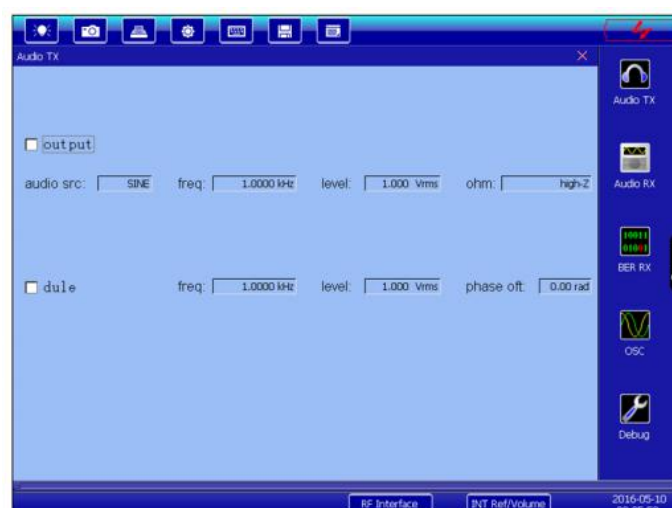 Audio TX
Audio TX
output
audio src: SINE freq: 1.0000 kHz level: 1.000 Vrms ohm: high-Z
Audio RX
10011
01001
BER RX
dule freq: 1.0000 kHz level: 1.000 Vrms phase oft: 0.00 rad
OSC
Debug
RF Interface INT Ref/Volume 2016-05-10